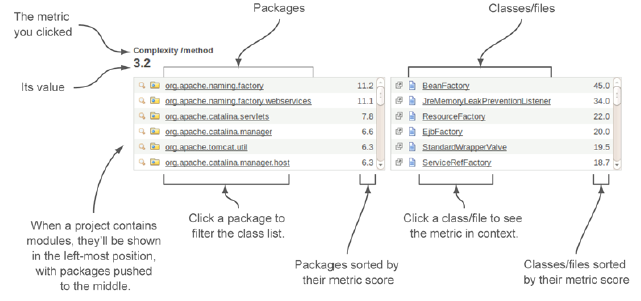 The metric
you clicked
Packages
Classes/files
Complexity /method
3.2
Its value
org.apache.naming.factory 11.2
org.apache.naming.factory.webservices 11.1
org.apache.catalina.servlets 7.8
org.apache.catalina.manager 6.6
org.apache.tomcat.util 6.3
org.apache.catalina.manager.host 6.3
BeanFactory 45.0
JreMemoryLeakPreventionListener 34.0
ResourceFactory 22.0
EjbFactory 20.0
StandardWrapperValve 19.5
ServiceRefFactory 18.7
When a project contains
modules, they'll be shown
in the left-most position,
with packages pushed
to the middle.
Click a package to
filter the class list.
Packages sorted by
their metric score
Click a class/file to see
the metric in context.
Classes/files sorted
by their metric score